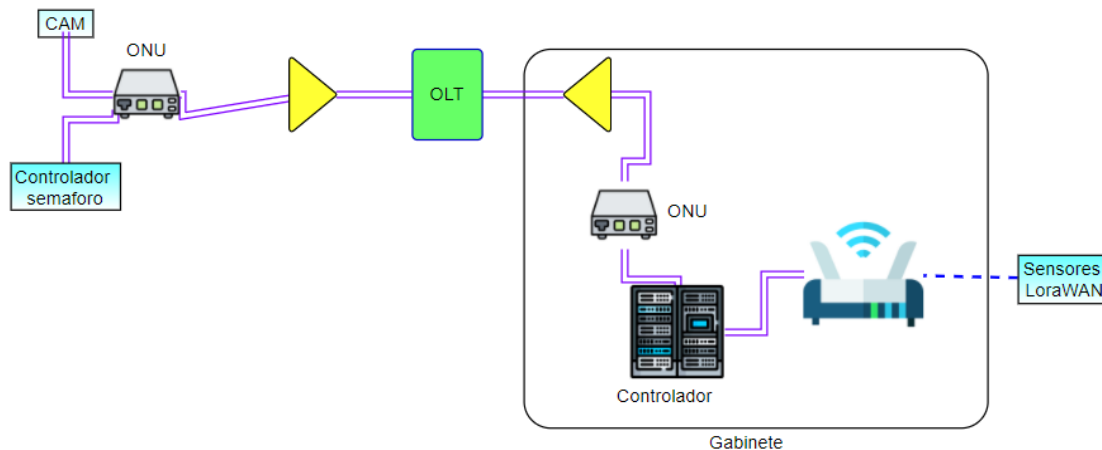 CAM
ONU
OLT
Controlador
semaforo
ONU
Sensores
LoraWAN
Controlador
Gabinete